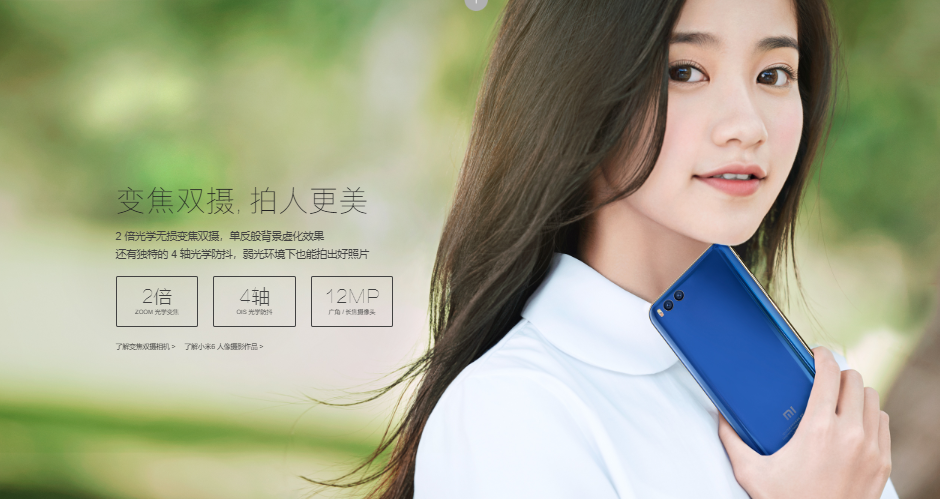 变焦双摄, 拍人更美
2 倍光学无损变焦双摄，单反般背景虚化效果
还有独特的 4 轴光学防抖，弱光环境下也能拍出好照片
2倍 4轴 12MP
ZOOM 光学变焦 OIS 光学防抖 广角 / 长焦摄像头
了解变焦双摄相机 > 了解小米6 人像摄影作品 >
MI